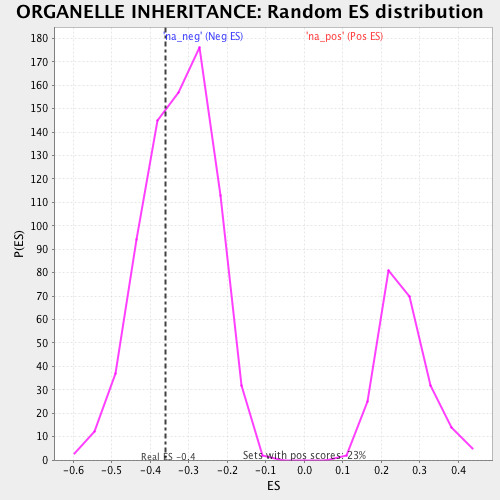 ORGANELLE INHERITANCE: Random ES distribution
'na_neg' (Neg ES)
'na_pos' (Pos ES)
180
170
160
150
140
130
120
110
100
90
80
70
60
50
40
30
20
10
0
P(ES)
Real ES -0.4
Sets with pos scores: 23%
-0.6 -0.5 -0.4 -0.3 -0.2 -0.1 0.0 0.1 0.2 0.3 0.4
ES